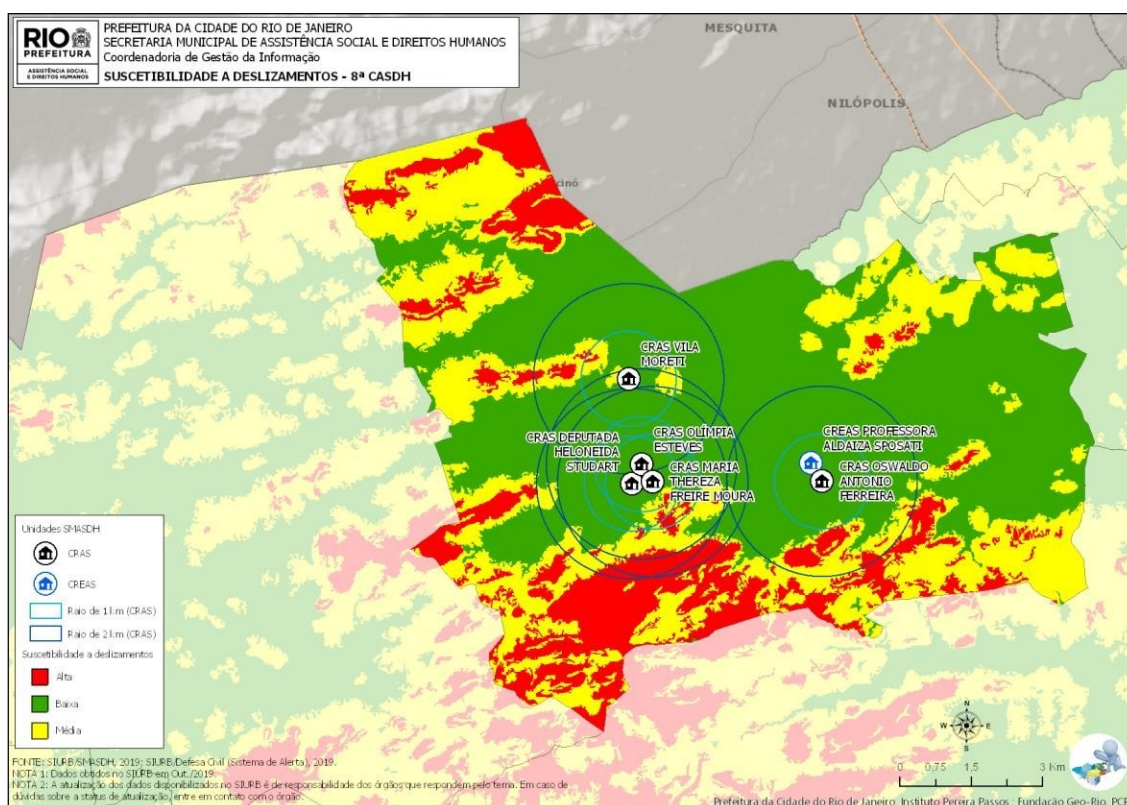 RIO
PREFEITURA
ASSISTÊNCIA SOCIAL
E DIREITOS HUMANOS
PREFEITURA DA CIDADE DO RIO DE JANEIRO
SECRETARIA MUNICIPAL DE ASSISTÊNCIA SOCIAL E DIREITOS HUMANOS
Coordenadoria de Gestão da Informação
SUSCETIBILIDADE A DESLIZAMENTOS - 8ª CASDH
MESQUITA
NILÓPOLIS
CRAS VILA
MORETI
CRAS DEPUTADA
HELONEIDA
STUDART
CRAS OLÍMPIA
ESTEVES
CRAS MARIA
THEREZA
FREIRE MOURA
CREAS PROFESSORA
ALDAIZA SPOSATI
CRAS OSWALDO
ANTONIO
FERREIRA
Unidades SMASDH
CRAS
CREAS
Raio de 1 km (CRAS)
Raio de 2 km (CRAS)
Suscetibilidade a deslizamentos
Alta
Baixa
Média
N
W
E
S
0 0,75 1,5 3 Km
FONTE: SIURB/SMASDH, 2019; SIURB/Defesa Civil (Sistema de Alerta), 2019.
NOTA 1: Dados obtidos no SIURB em Out./2019.
NOTA 2: A atualização dos dados disponibilizados no SIURB é de responsabilidade dos órgãos que respondem pelo tema. Em caso de
dúvidas sobre a status de atualização, entre em contato com o órgão.
Prefeitura da Cidade do Rio de Janeiro, Instituto Pereira Passos, Fundação Geo-Rio, PCR